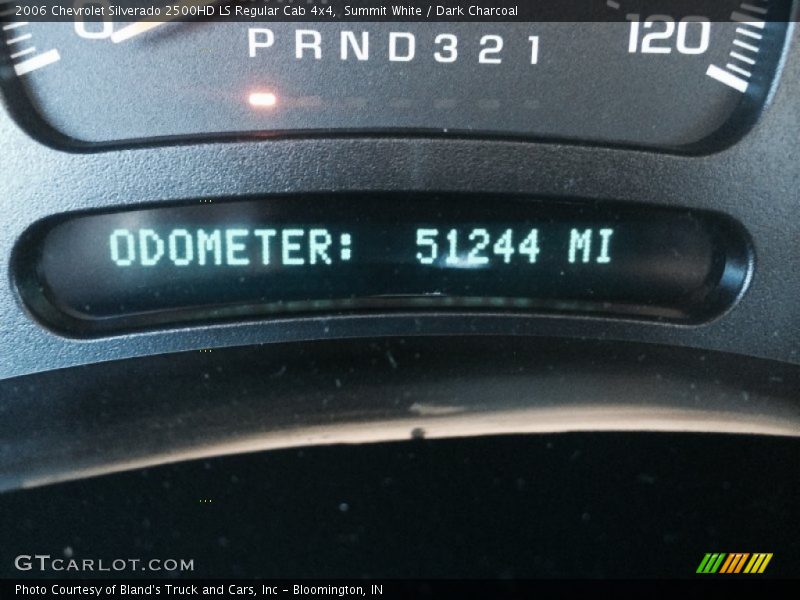 2006 Chevrolet Silverado 2500HD LS Regular Cab 4x4, Summit White / Dark Charcoal
0 120
PRND321
ODOMETER: 51244 MI
GTCARLOT.COM
Photo Courtesy of Bland's Truck and Cars, Inc - Bloomington, IN